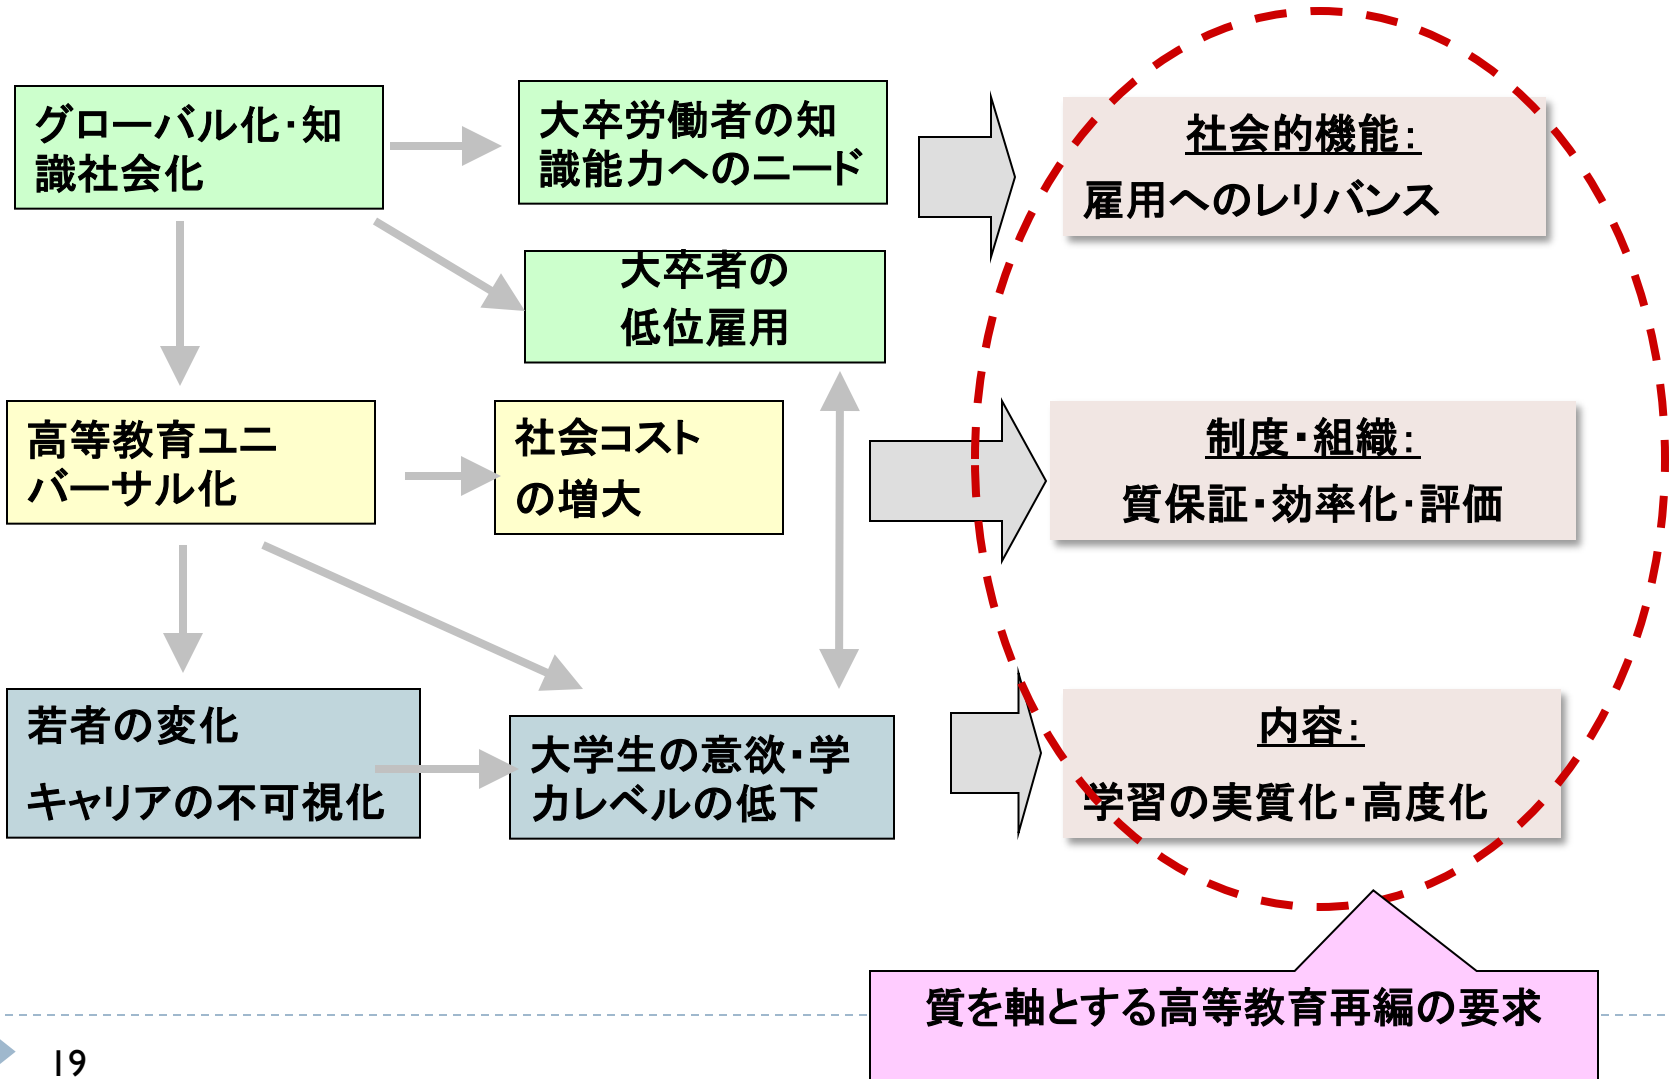 グローバル化･知
識社会化
大卒労働者の知
識能力へのニード
社会的機能：
雇用へのレリバンス
大卒者の
低位雇用
高等教育ユニ
バーサル化
社会コスト
の増大
制度・組織：
質保証・効率化･評価
若者の変化
キャリアの不可視化
大学生の意欲・学
力レベルの低下
内容：
学習の実質化・高度化
質を軸とする高等教育再編の要求
19